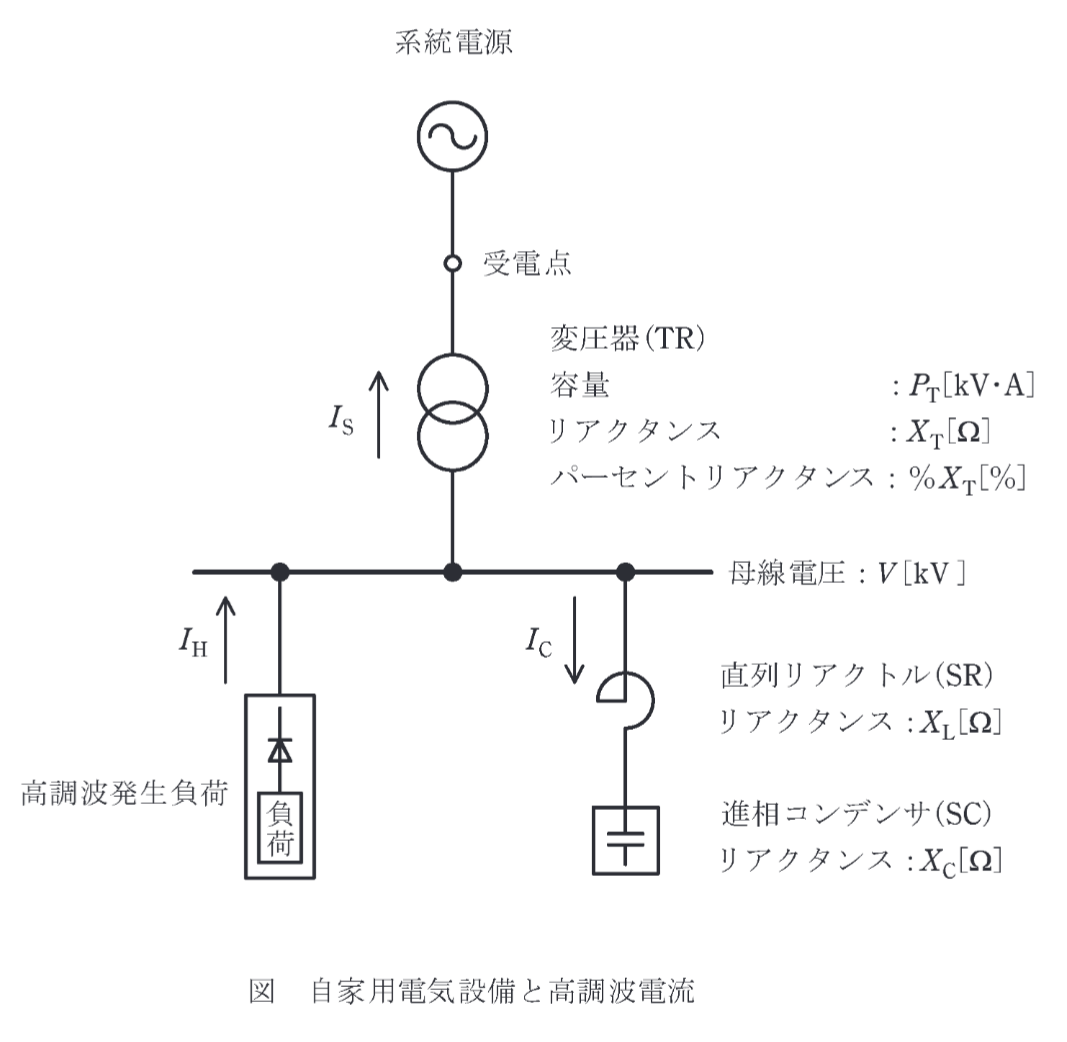 系統電源
受電点
変圧器(TR)
容量 : P_T[kV・A]
リアクタンス : X_T[Ω]
パーセントリアクタンス : %X_T[%]
I_S
母線電圧 : V[kV]
I_H
I_C
直列リアクトル(SR)
リアクタンス : X_L[Ω]
高調波発生負荷
負荷
進相コンデンサ(SC)
リアクタンス : X_C[Ω]
図 自家用電気設備と高調波電流